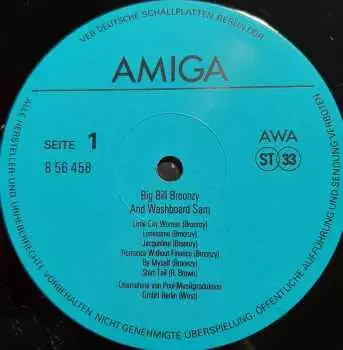 VEB DEUTSCHE SCHALLPLATTEN BERLIN DDR
AMIGA
SEITE 1
8 56 458
AWA
ST 33
Big Bill Broonzy
And Washboard Sam
Little City Woman (Broonzy)
Lonesome (Broonzy)
Jacqueline (Broonzy)
Romance Without Finance (Broonzy)
By Myself (Broonzy)
Shirt Tail (R. Brown)
Übernahme von Pool-Musikproduktion
GmbH Berlin (West)
ALLE HERSTELLER-UND URHEBERRECHTE VORBEHALTEN. NICHT GENEHMIGTE ÜBERSPIELUNG. ÖFFENTLICHE AUFFÜHRUNG UND SENDUNG VERBOTEN